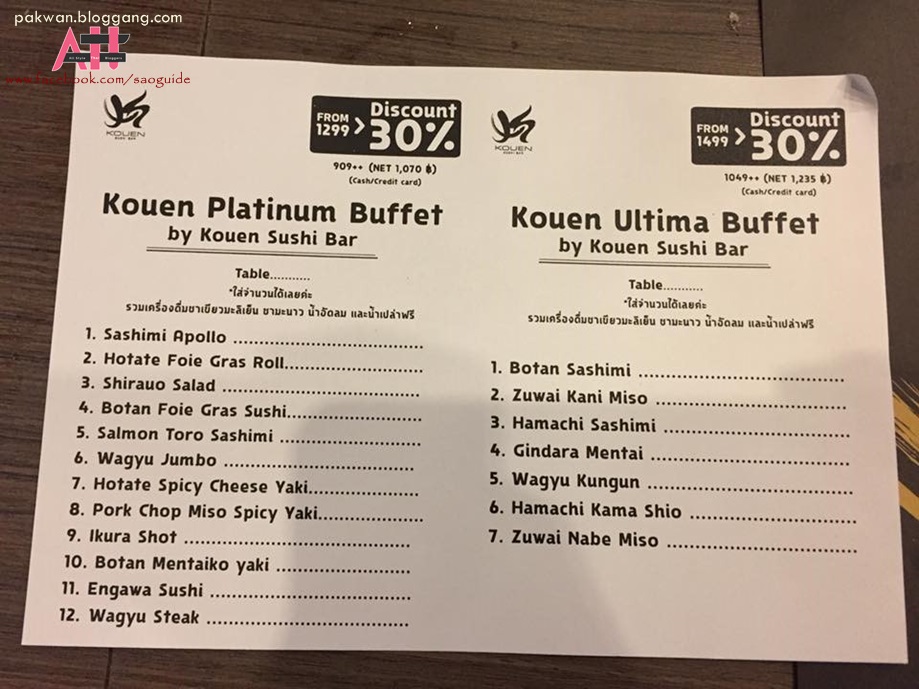 pakwan.bloggang.com
AH!
www.facebook.com/saoguide
KOUEN
SUSHI BAR
FROM 1299 > Discount 30%
909++ (NET 1,070 ฿)
(Cash/Credit card)
Kouen Platinum Buffet
by Kouen Sushi Bar
Table...........
*ใส่จำนวนได้เลยค่ะ
รวมเครื่องดื่มชาเขียวมะลิเย็น ชามะนาว น้ำอัดลม และน้ำเปล่าฟรี
1. Sashimi Apollo ..................................
2. Hotate Foie Gras Roll.........................
3. Shirauo Salad ...................................
4. Botan Foie Gras Sushi........................
5. Salmon Toro Sashimi .........................
6. Wagyu Jumbo ..................................
7. Hotate Spicy Cheese Yaki...................
8. Pork Chop Miso Spicy Yaki.................
9. Ikura Shot ........................................
10. Botan Mentaiko yaki ........................
11. Engawa Sushi ...................................
12. Wagyu Steak ...................................
KOUEN
SUSHI BAR
FROM 1499 > Discount 30%
1049++ (NET 1,235 ฿)
(Cash/Credit card)
Kouen Ultima Buffet
by Kouen Sushi Bar
Table...........
*ใส่จำนวนได้เลยค่ะ
รวมเครื่องดื่มชาเขียวมะลิเย็น ชามะนาว น้ำอัดลม และน้ำเปล่าฟรี
1. Botan Sashimi ....................................
2. Zuwai Kani Miso .................................
3. Hamachi Sashimi ................................
4. Gindara Mentai ..................................
5. Wagyu Kungun ...................................
6. Hamachi Kama Shio .............................
7. Zuwai Nabe Miso .................................